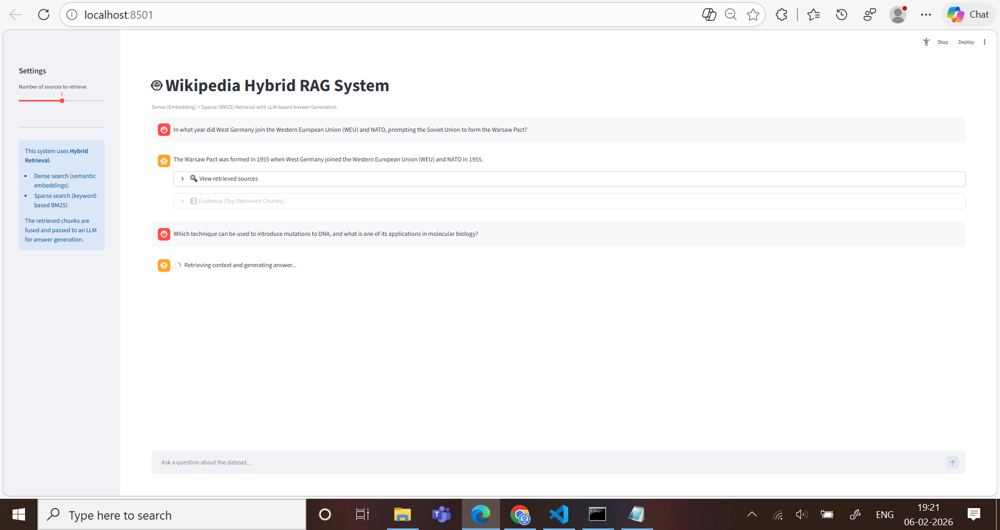 localhost:8501
Chat
Stop
Deploy
Settings
Number of sources to retrieve
3
This system uses Hybrid
Retrieval:
Dense search (semantic
embeddings)
Sparse search (keyword-
based BM25)
The retrieved chunks are
fused and passed to an LLM
for answer generation.
Wikipedia Hybrid RAG System
Dense (Embedding) + Sparse (BM25) Retrieval with LLM-based Answer Generation
In what year did West Germany join the Western European Union (WEU) and NATO, prompting the Soviet Union to form the Warsaw Pact?
The Warsaw Pact was formed in 1955 when West Germany joined the Western European Union (WEU) and NATO in 1955.
View retrieved sources
Evidence (Top Retrieved Chunks)
Which technique can be used to introduce mutations to DNA, and what is one of its applications in molecular biology?
Retrieving context and generating answer...
Ask a question about the dataset...
Type here to search
ENG
19:21
06-02-2026